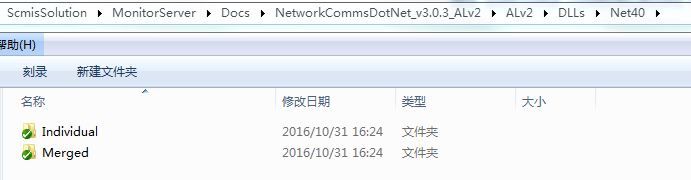 ScmisSolution ▸ MonitorServer ▸ Docs ▸ NetworkCommsDotNet_v3.0.3_ALv2 ▸ ALv2 ▸ DLLs ▸ Net40 ▸
帮助(H)
刻录 新建文件夹
名称 修改日期 类型 大小
Individual 2016/10/31 16:24 文件夹
Merged 2016/10/31 16:24 文件夹